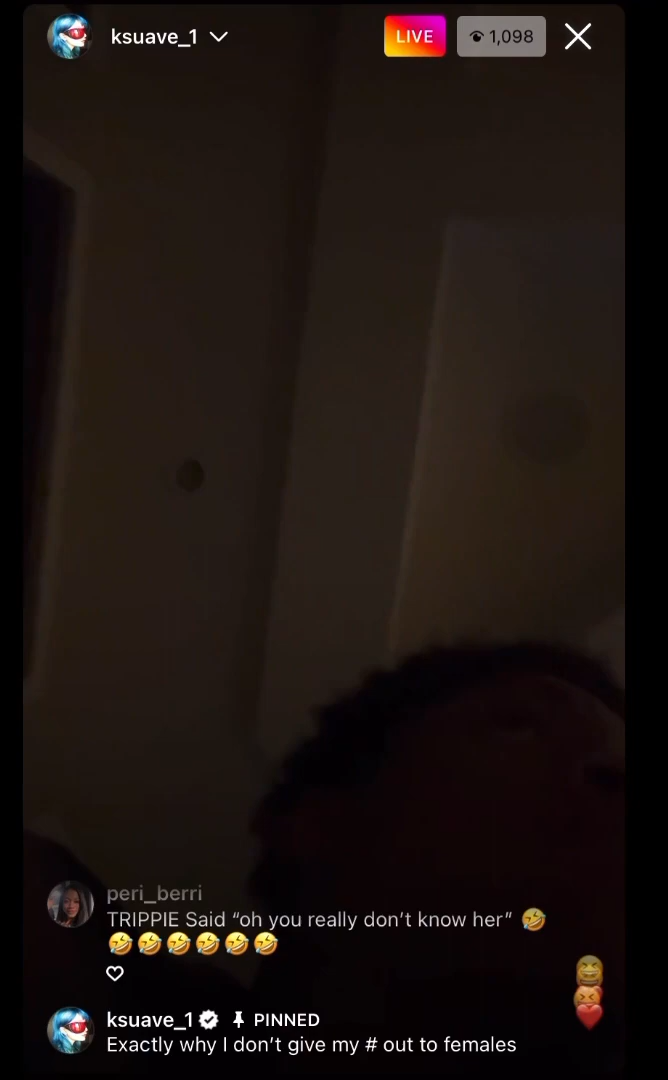 ksuave_1
LIVE
1,098
peri_berri
TRIPPIE Said “oh you really don’t know her” 🤣
🤣🤣🤣🤣🤣🤣
ksuave_1 PINNED
Exactly why I don’t give my # out to females